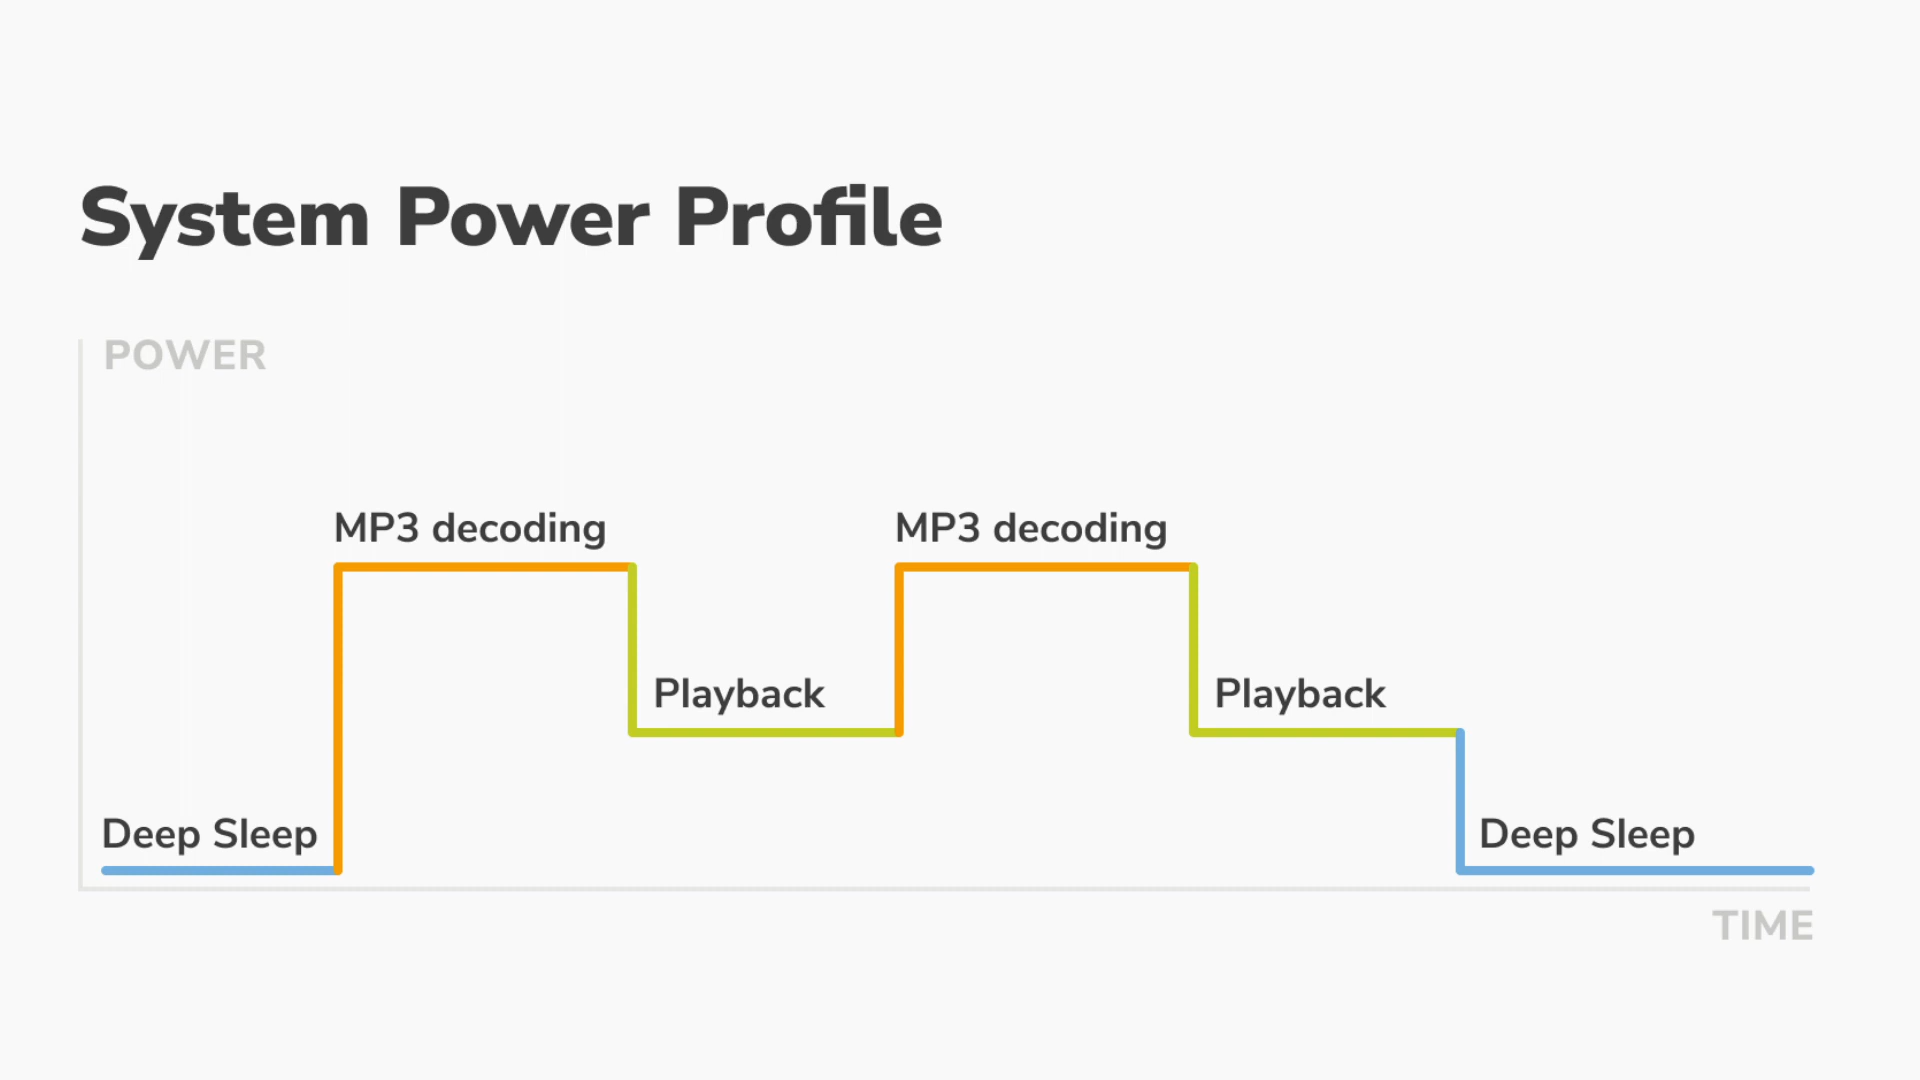 System Power Profile
POWER
MP3 decoding
MP3 decoding
Playback
Playback
Deep Sleep
Deep Sleep
TIME